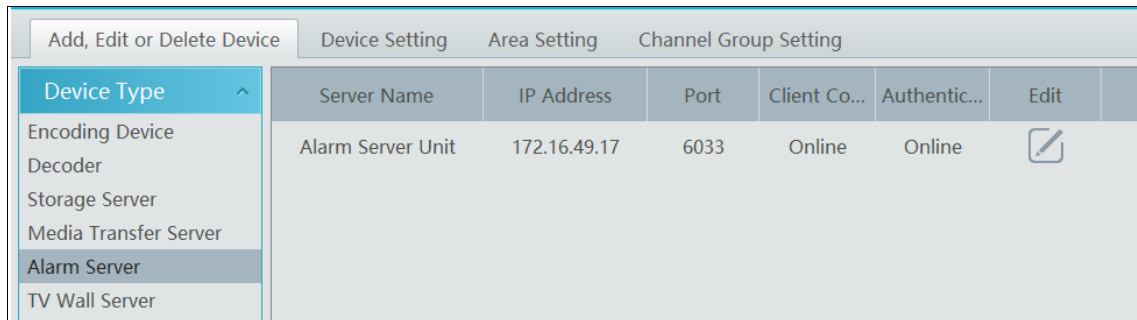 Add, Edit or Delete Device Device Setting Area Setting Channel Group Setting
Device Type
Encoding Device
Decoder
Storage Server
Media Transfer Server
Alarm Server
TV Wall Server
Server Name IP Address Port Client Co... Authentic... Edit
Alarm Server Unit 172.16.49.17 6033 Online Online